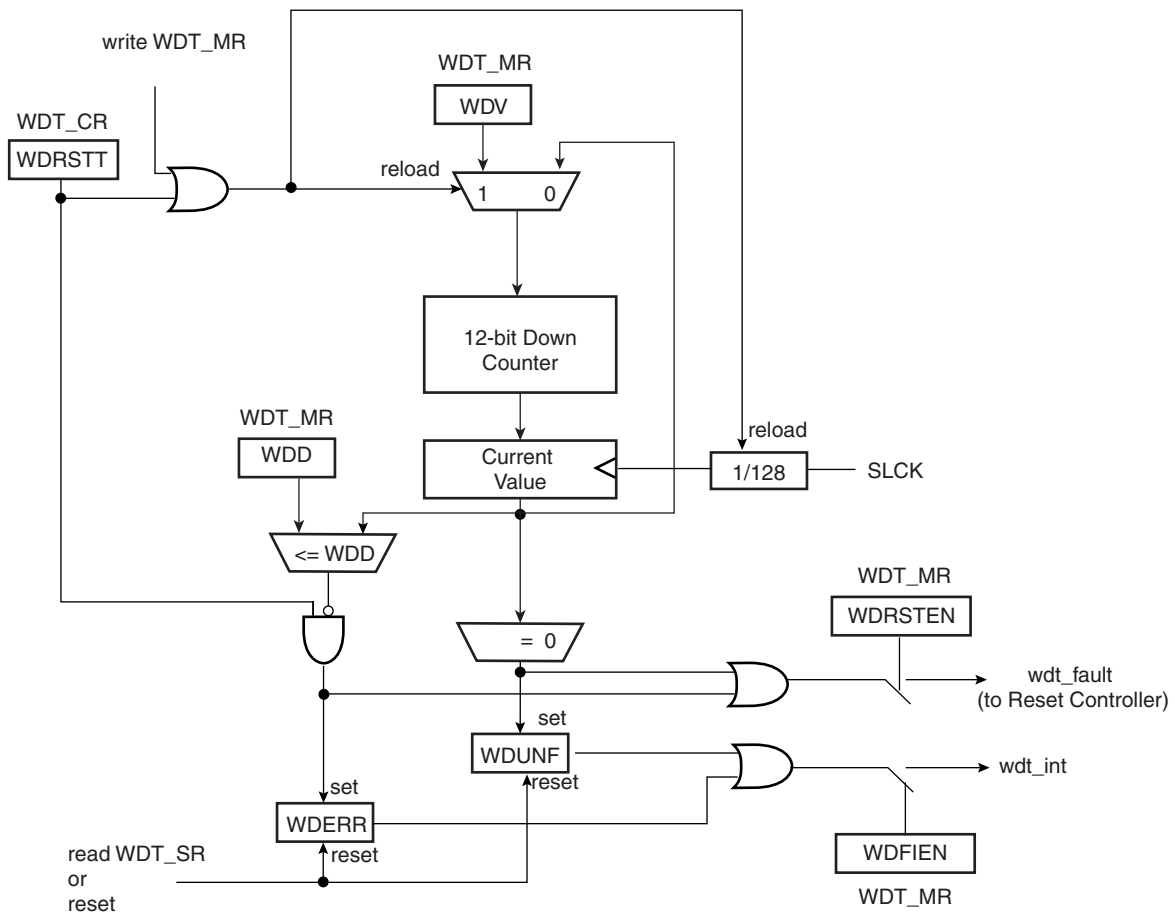 write WDT_MR
WDT_MR
WDV
WDT_CR
WDRSTT
reload
1 0
12-bit Down
Counter
WDT_MR
WDD
reload
Current
Value
1/128
SLCK
<= WDD
WDT_MR
WDRSTEN
= 0
wdt_fault
(to Reset Controller)
set
WDUNF
reset
wdt_int
set
WDERR
reset
read WDT_SR
or
reset
WDFIEN
WDT_MR